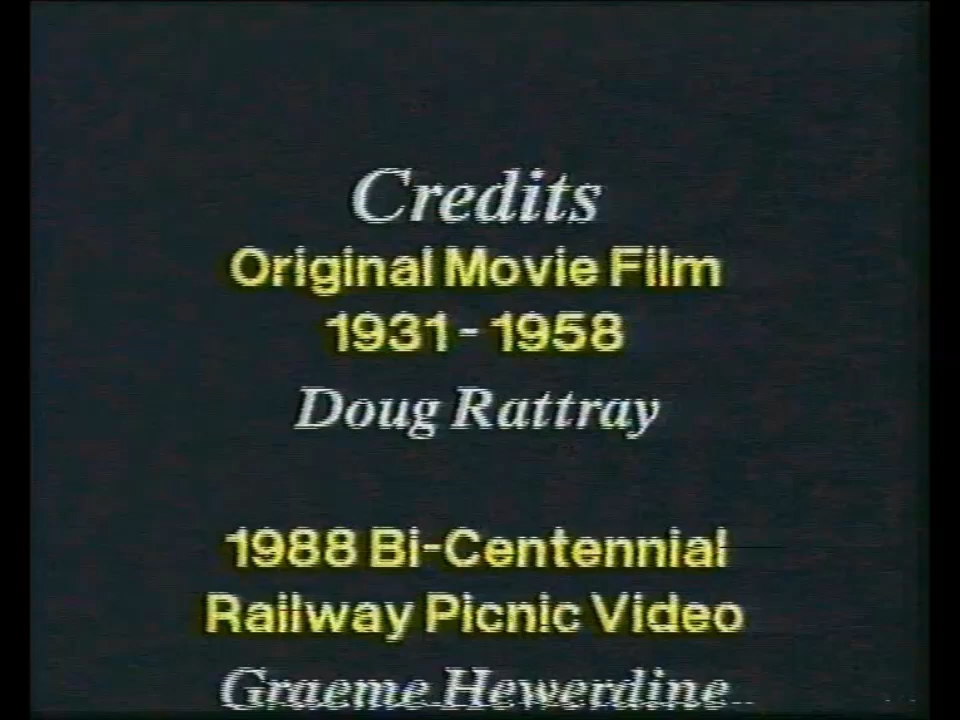 Credits
Original Movie Film
1931 - 1958
Doug Rattray
1988 Bi-Centennial
Railway Picnic Video
Graeme Hewerdine